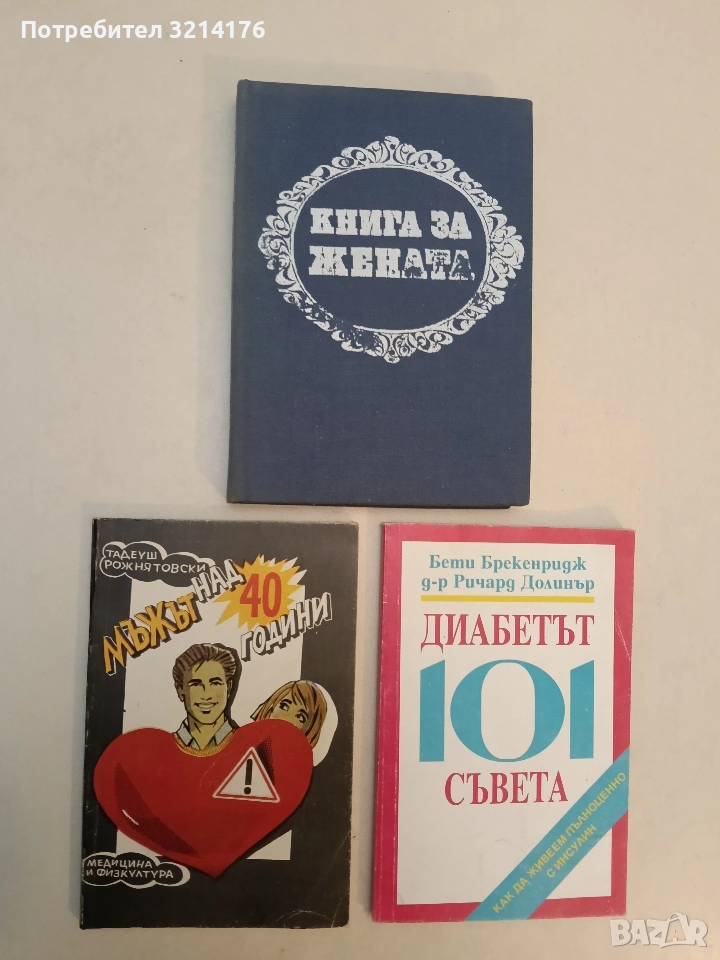 Потребител 3214176
КНИГА ЗА
ЖЕНАТА
ТАДЕУШ
РОЖНЯТОВСКИ
МЪЖЪТ НАД
40
ГОДИНИ
!
МЕДИЦИНА
И ФИЗКУЛТУРА
Бети Брекенридж
д-р Ричард Долинър
ДИАБЕТЪТ
101
СЪВЕТА
КАК ДА ЖИВЕЕМ ПЪЛНОЦЕННО
С ИНСУЛИН
BAZAR